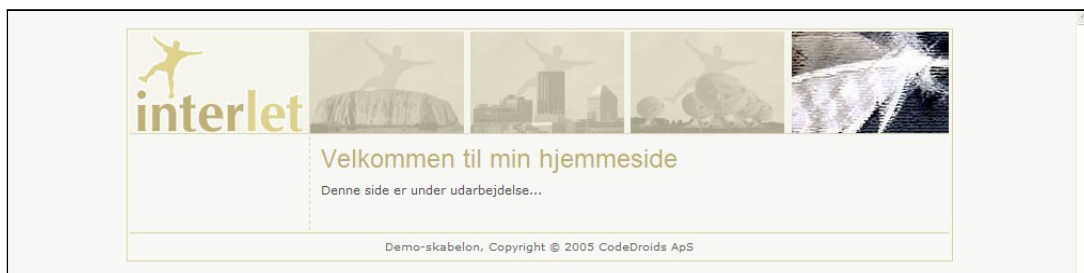 interlet
Velkommen til min hjemmeside
Denne side er under udarbejdelse...
Demo-skabelon, Copyright © 2005 CodeDroids ApS